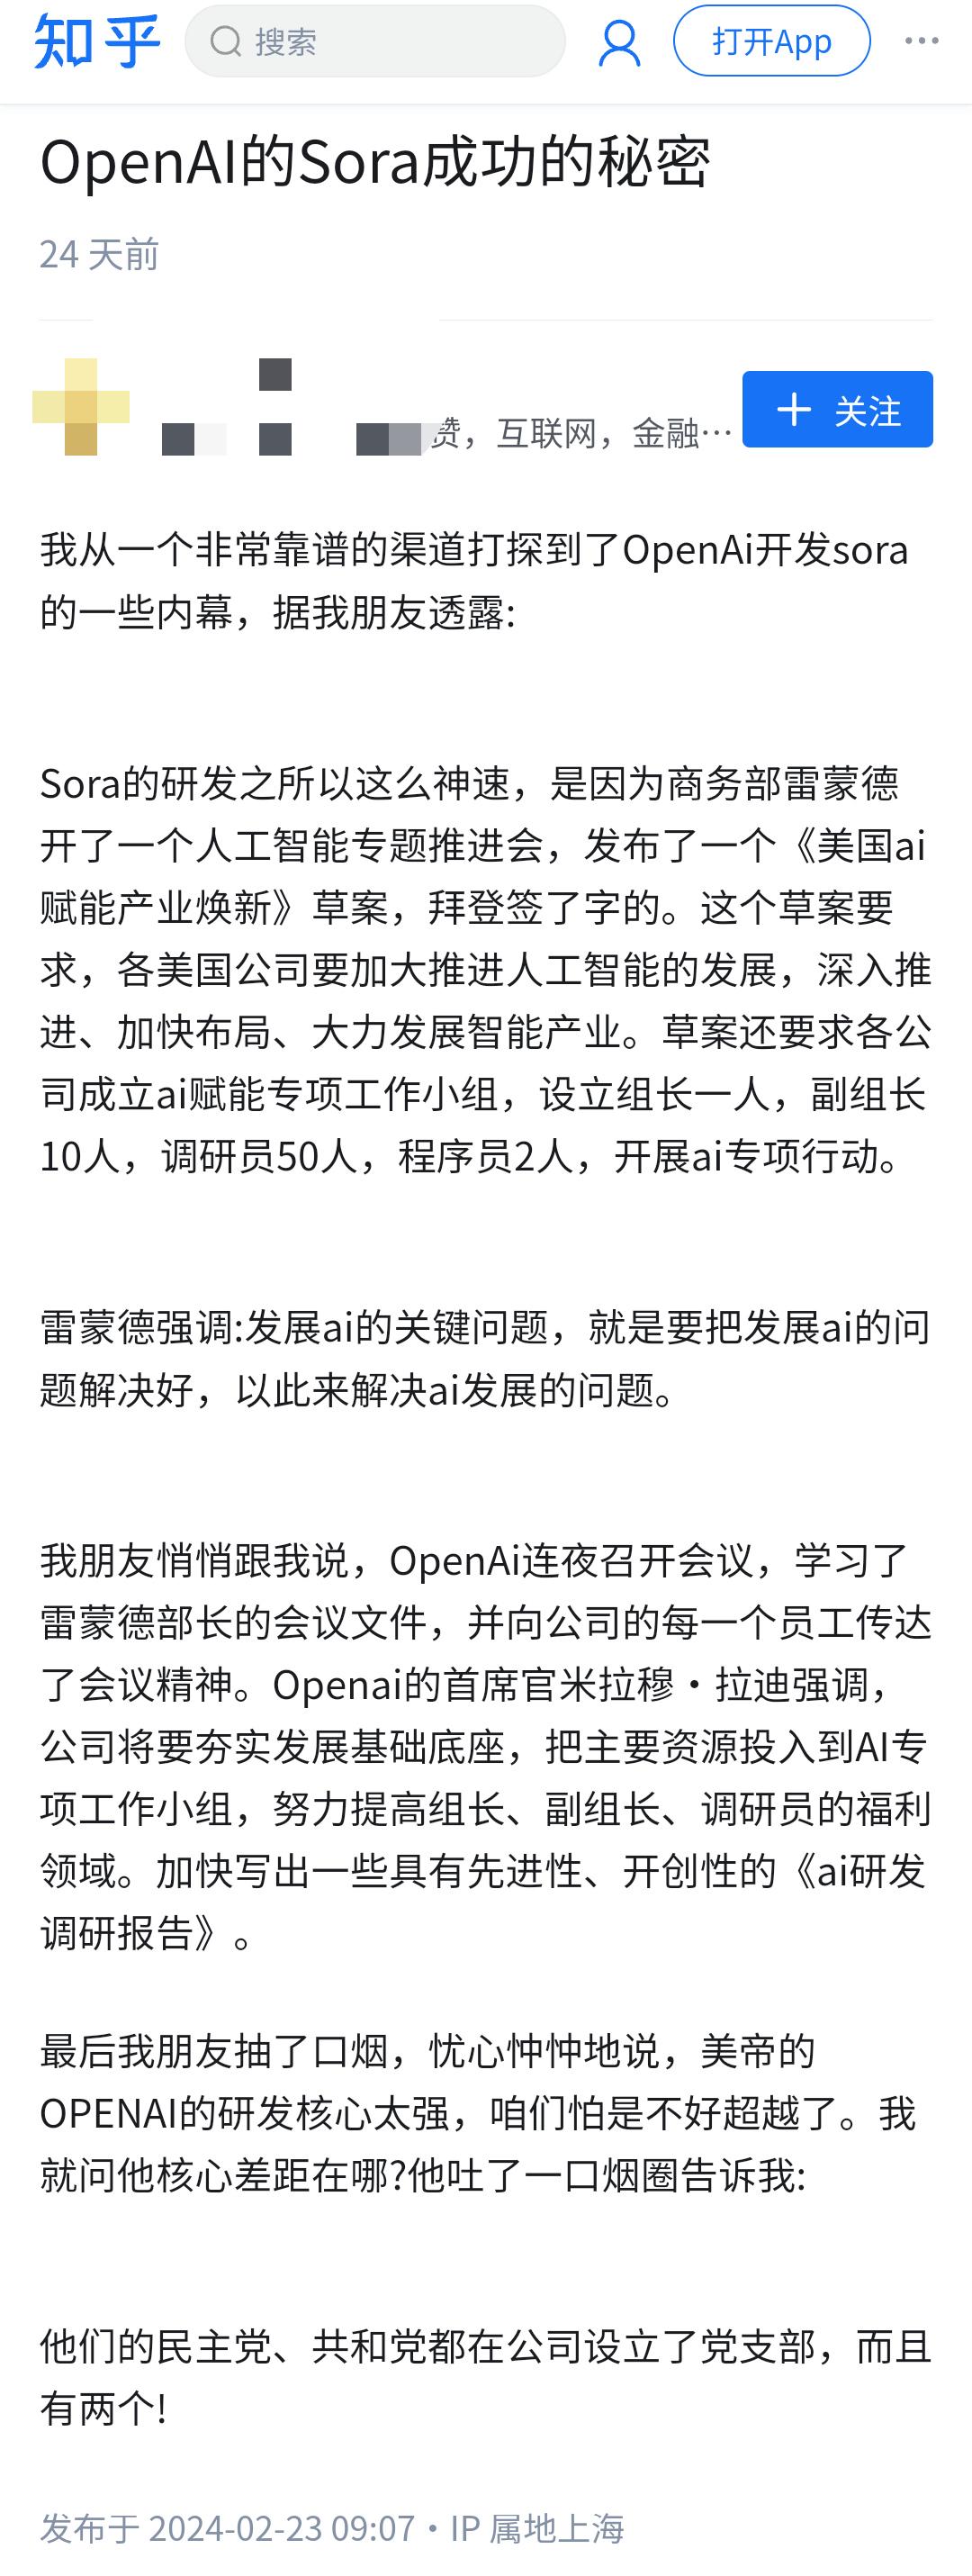 知乎 搜索 打开App ···
OpenAI的Sora成功的秘密
24 天前
赞，互联网，金融… + 关注
我从一个非常靠谱的渠道打探到了OpenAi开发sora
的一些内幕，据我朋友透露:
Sora的研发之所以这么神速，是因为商务部雷蒙德
开了一个人工智能专题推进会，发布了一个《美国ai
赋能产业焕新》草案，拜登签了字的。这个草案要
求，各美国公司要加大推进人工智能的发展，深入推
进、加快布局、大力发展智能产业。草案还要求各公
司成立ai赋能专项工作小组，设立组长一人，副组长
10人，调研员50人，程序员2人，开展ai专项行动。
雷蒙德强调:发展ai的关键问题，就是要把发展ai的问
题解决好，以此来解决ai发展的问题。
我朋友悄悄跟我说，OpenAi连夜召开会议，学习了
雷蒙德部长的会议文件，并向公司的每一个员工传达
了会议精神。Openai的首席官米拉穆·拉迪强调，
公司将要夯实发展基础底座，把主要资源投入到AI专
项工作小组，努力提高组长、副组长、调研员的福利
领域。加快写出一些具有先进性、开创性的《ai研发
调研报告》。
最后我朋友抽了口烟，忧心忡忡地说，美帝的
OPENAI的研发核心太强，咱们怕是不好超越了。我
就问他核心差距在哪?他吐了一口烟圈告诉我:
他们的民主党、共和党都在公司设立了党支部，而且
有两个!
发布于 2024-02-23 09:07・IP 属地上海